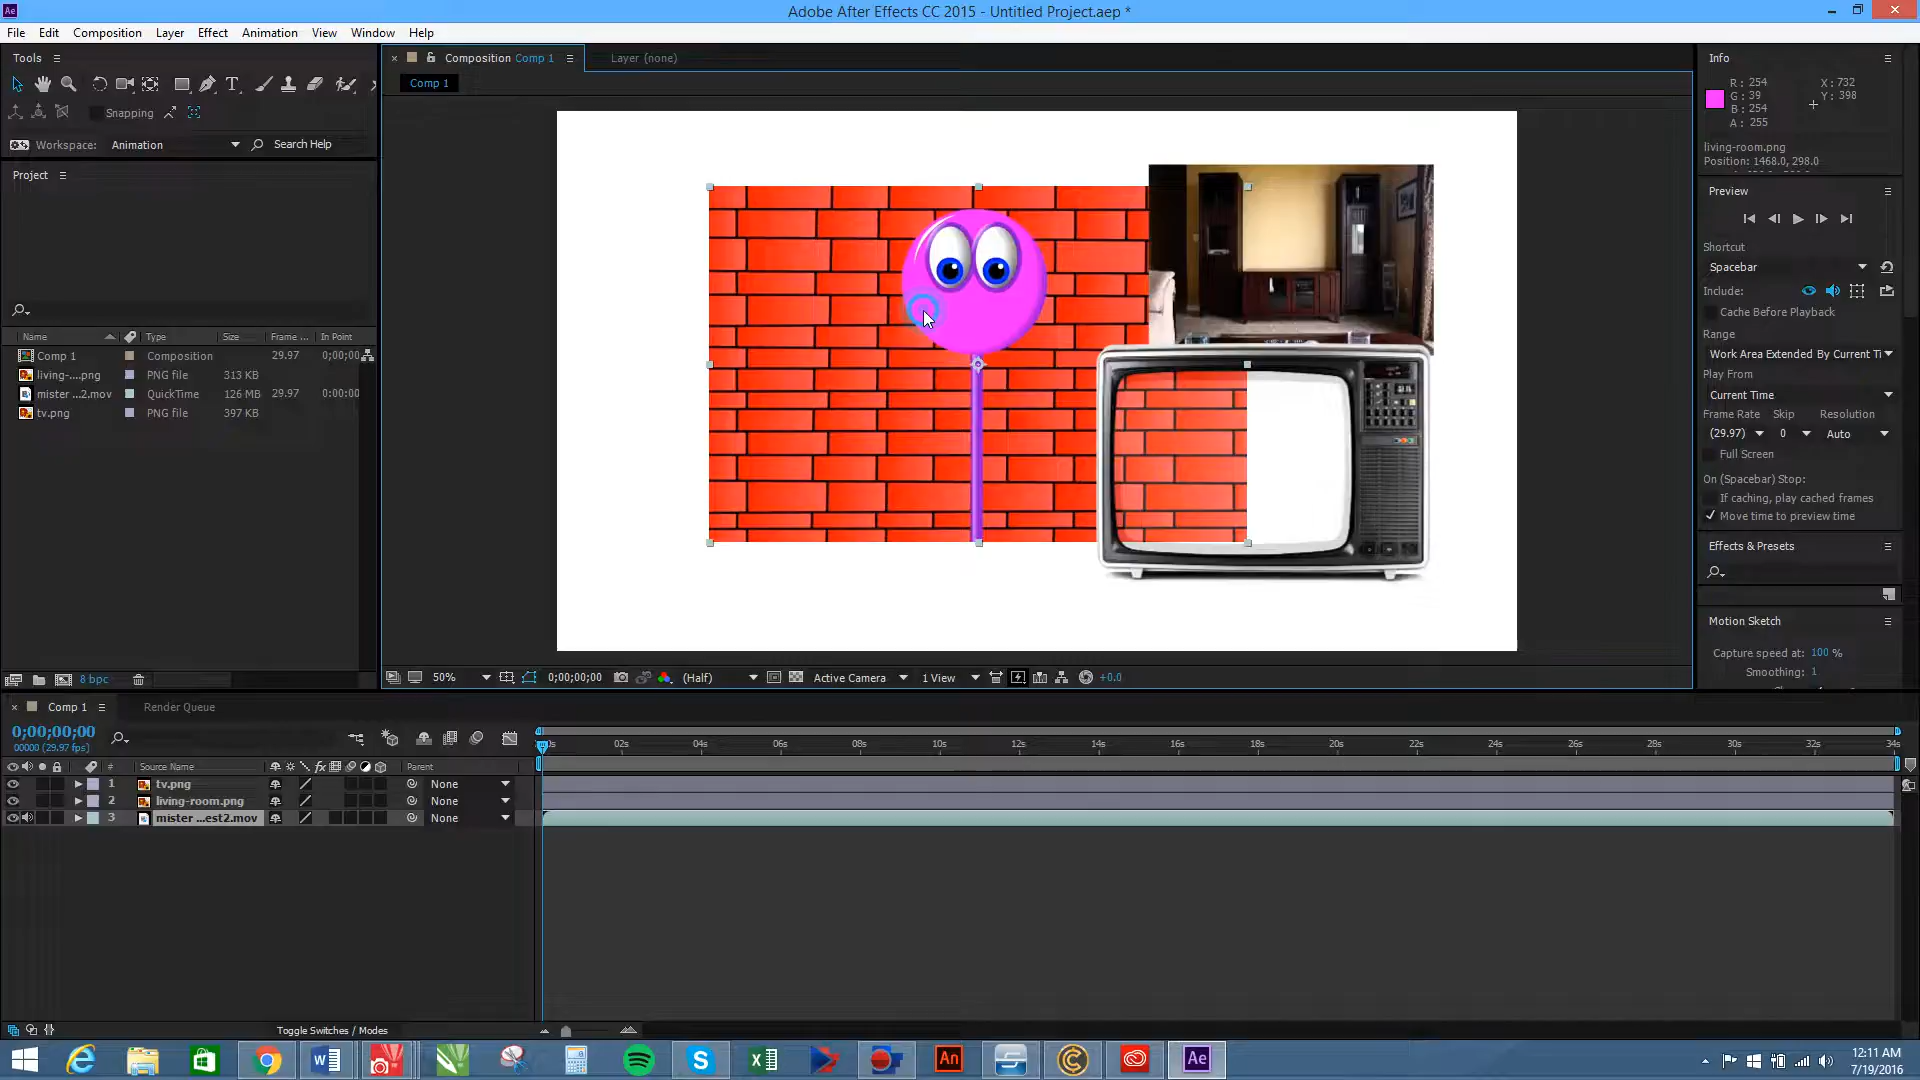 Adobe After Effects CC 2015 - Untitled Project.aep *
File Edit Composition Layer Effect Animation View Window Help
Tools
Snapping
Workspace: Animation Search Help
Project
Name Type Size Frame ... In Point
Comp 1 Composition 29.97 0;00;00
living-....png PNG file 313 KB
mister ...2.mov QuickTime 126 MB 29.97 0:00:00
tv.png PNG file 397 KB
8 bpc
Composition Comp 1 Layer (none)
Comp 1
50% 0;00;00;00 (Half) Active Camera 1 View +0.0
Info
R : 254 X : 732
G : 39 Y : 398
B : 254
A : 255
living-room.png
Position: 1468.0, 298.0
Preview
Shortcut
Spacebar
Include:
Cache Before Playback
Range
Work Area Extended By Current Ti
Play From
Current Time
Frame Rate Skip Resolution
(29.97) 0 Auto
Full Screen
On (Spacebar) Stop:
If caching, play cached frames
Move time to preview time
Effects & Presets
Motion Sketch
Capture speed at: 100 %
Smoothing: 1
Comp 1 Render Queue
0;00;00;00
00000 (29.97 fps)
02s 04s 06s 08s 10s 12s 14s 16s 18s 20s 22s 24s 26s 28s 30s 32s 34s
# Source Name fx Parent
1 tv.png None
2 living-room.png None
3 mister ...est2.mov None
Toggle Switches / Modes
An Ae
12:11 AM
7/19/2016